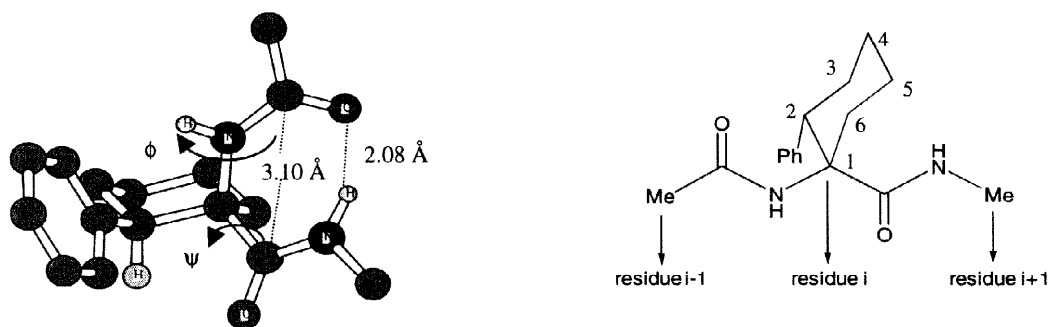 H
O
N
ϕ
3.10 Å
2.08 Å
H
ψ
N
H
O
4
3
5
2
6
O
Ph
1
H
N
Me
N
H
O
Me
residue i-1
residue i
residue i+1